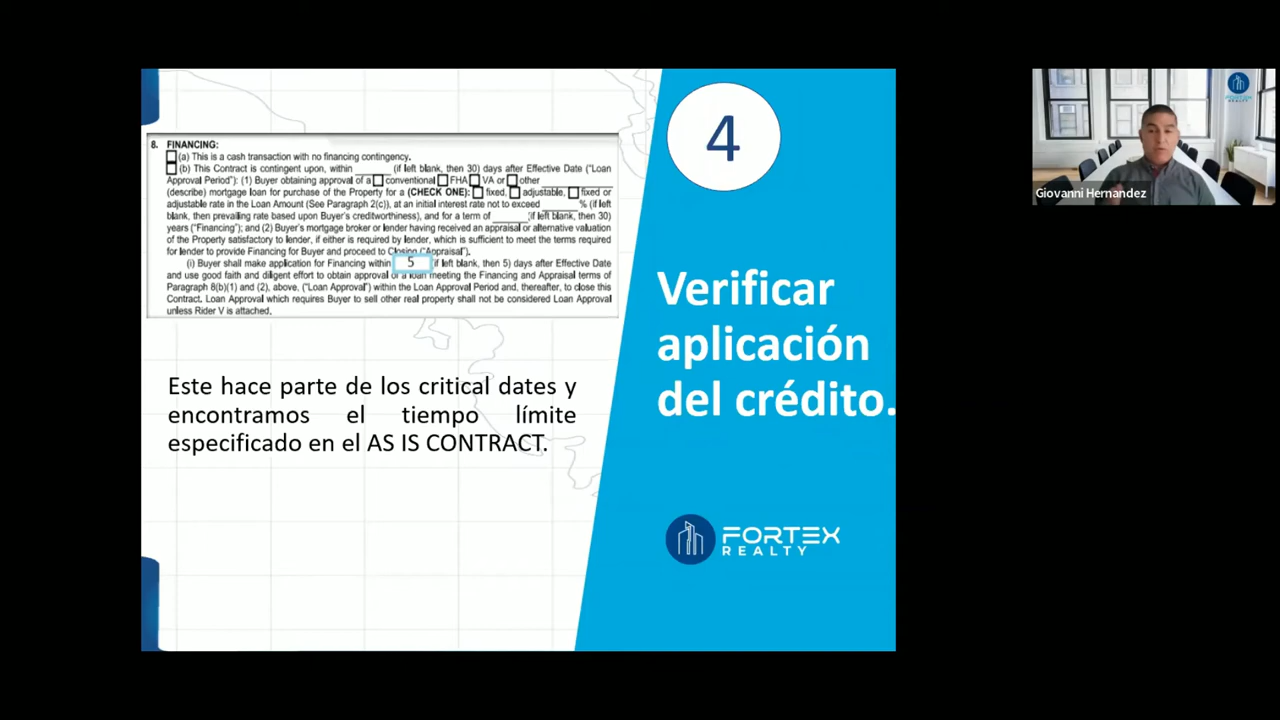 8. FINANCING:
(a) This is a cash transaction with no financing contingency.
(b) This Contract is contingent upon, within ______ (if left blank, then 30) days after Effective Date ("Loan
Approval Period"): (1) Buyer obtaining approval of a conventional FHA VA or other ______
(describe) mortgage loan for purchase of the Property for a (CHECK ONE): fixed, adjustable, fixed or
adjustable rate in the Loan Amount (See Paragraph 2(c)), at an initial interest rate not to exceed ______ % (if left
blank, then prevailing rate based upon Buyer's creditworthiness), and for a term of ______ (if left blank, then 30)
years ("Financing"); and (2) Buyer's mortgage broker or lender having received an appraisal or alternative valuation
of the Property satisfactory to lender, if either is required by lender, which is sufficient to meet the terms required
for lender to provide Financing for Buyer and proceed to Closing ("Appraisal").
(i) Buyer shall make application for Financing within 5 if left blank, then 5) days after Effective Date
and use good faith and diligent effort to obtain approval of a loan meeting the Financing and Appraisal terms of
Paragraph 8(b)(1) and (2), above, ("Loan Approval") within the Loan Approval Period and, thereafter, to close this
Contract. Loan Approval which requires Buyer to sell other real property shall not be considered Loan Approval
unless Rider V is attached.
Este hace parte de los critical dates y
encontramos el tiempo límite
especificado en el AS IS CONTRACT.
4
Verificar
aplicación
del crédito.
FORTEX
REALTY
Giovanni Hernandez